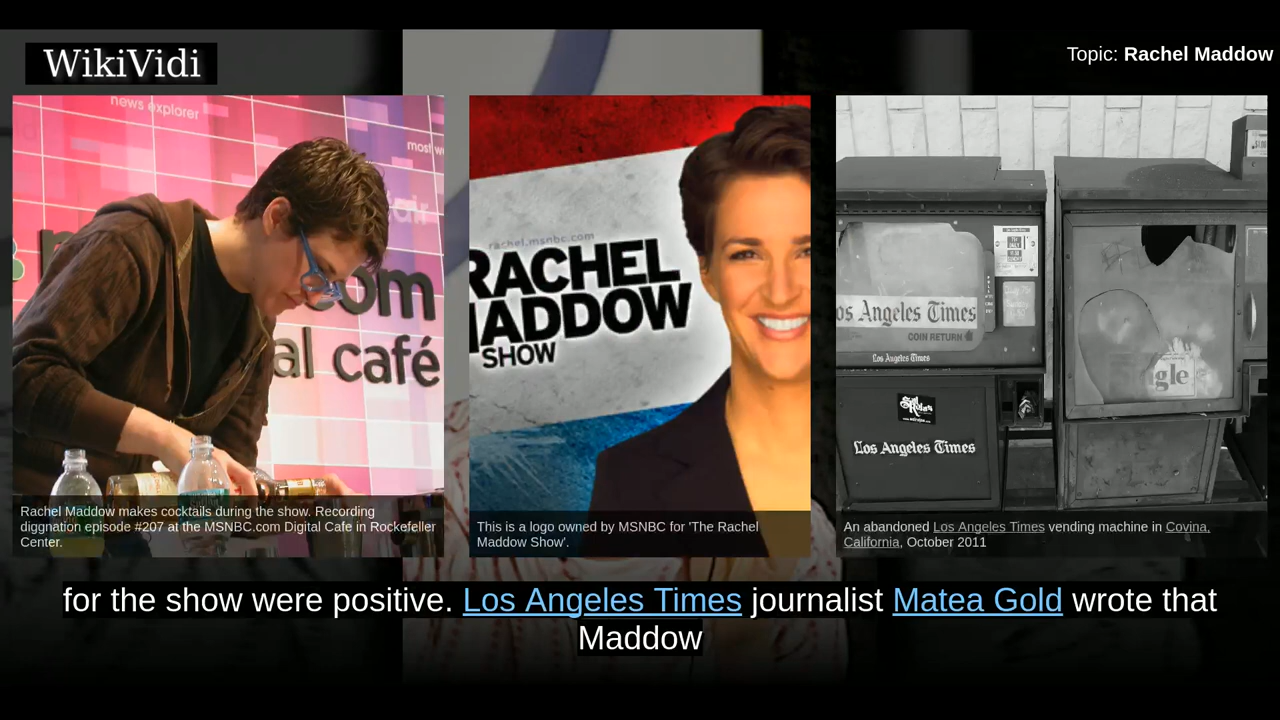 WikiVidi
Topic: Rachel Maddow
news explorer
most
com
al café
Rachel Maddow makes cocktails during the show. Recording
diggnation episode #207 at the MSNBC.com Digital Cafe in Rockefeller
Center.
rachel.msnbc.com
RACHEL
MADDOW
SHOW
This is a logo owned by MSNBC for 'The Rachel
Maddow Show'.
os Angeles Times
COIN RETURN
Los Angeles Times
Los Angeles Times
gle
An abandoned Los Angeles Times vending machine in Covina,
California, October 2011
for the show were positive. Los Angeles Times journalist Matea Gold wrote that
Maddow